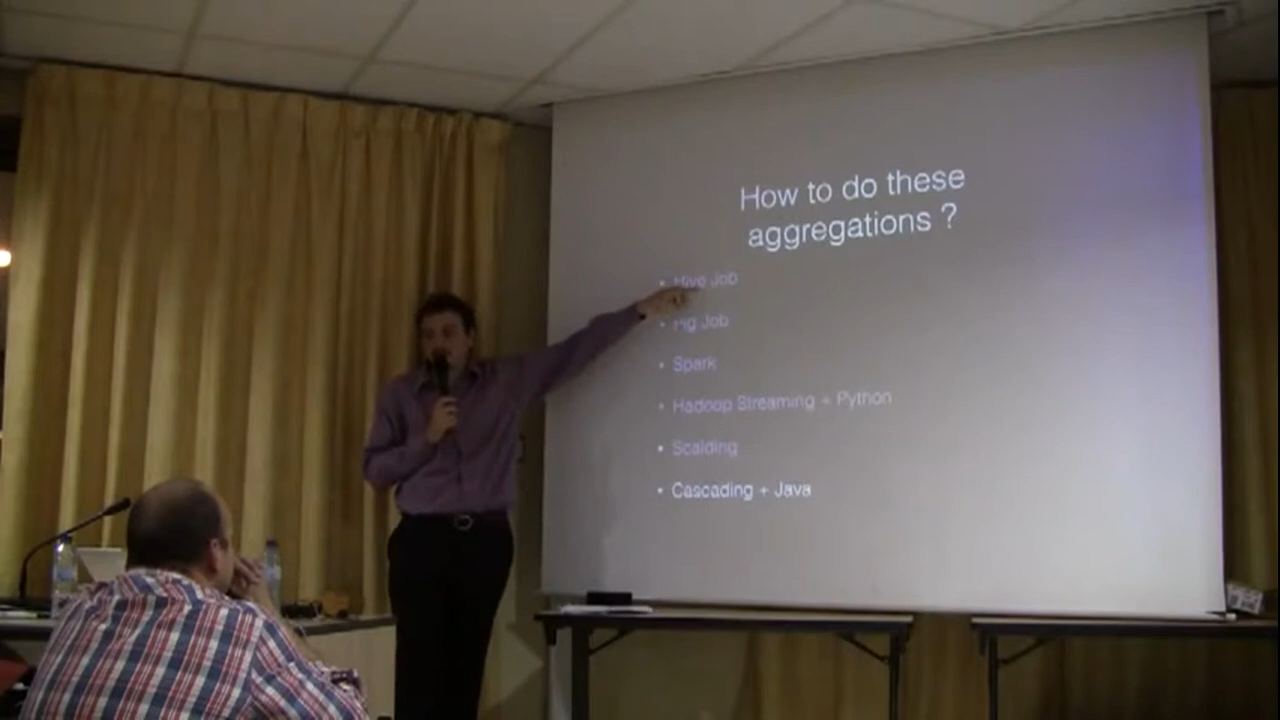 How to do these
aggregations ?
• Hive Job
• Pig Job
• Spark
• Hadoop Streaming + Python
• Scalding
• Cascading + Java